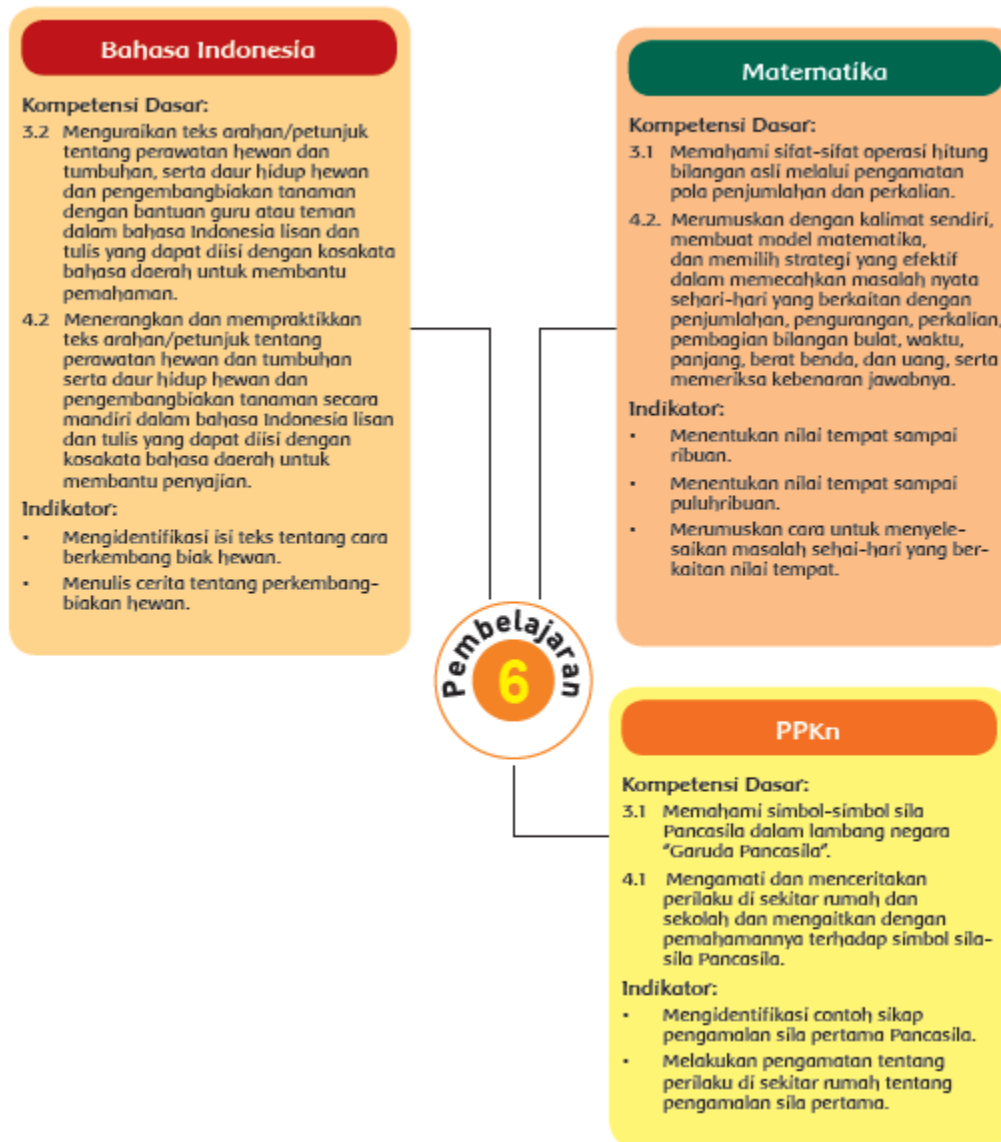 Bahasa Indonesia
Kompetensi Dasar:
3.2 Menguraikan teks arahan/petunjuk
tentang perawatan hewan dan
tumbuhan, serta daur hidup hewan
dan pengembangbiakan tanaman
dengan bantuan guru atau teman
dalam bahasa Indonesia lisan dan
tulis yang dapat diisi dengan kosakata
bahasa daerah untuk membantu
pemahaman.
4.2 Menerangkan dan mempraktikkan
teks arahan/petunjuk tentang
perawatan hewan dan tumbuhan
serta daur hidup hewan dan
pengembangbiakan tanaman secara
mandiri dalam bahasa Indonesia lisan
dan tulis yang dapat diisi dengan
kosakata bahasa daerah untuk
membantu penyajian.
Indikator:
• Mengidentifikasi isi teks tentang cara
berkembang biak hewan.
• Menulis cerita tentang perkembang-
biakan hewan.
Matematika
Kompetensi Dasar:
3.1 Memahami sifat-sifat operasi hitung
bilangan asli melalui pengamatan
pola penjumlahan dan perkalian.
4.2. Merumuskan dengan kalimat sendiri,
membuat model matematika,
dan memilih strategi yang efektif
dalam memecahkan masalah nyata
sehari-hari yang berkaitan dengan
penjumlahan, pengurangan, perkalian,
pembagian bilangan bulat, waktu,
panjang, berat benda, dan uang, serta
memeriksa kebenaran jawabnya.
Indikator:
• Menentukan nilai tempat sampai
ribuan.
• Menentukan nilai tempat sampai
puluhribuan.
• Merumuskan cara untuk menyele-
saikan masalah sehai-hari yang ber-
kaitan nilai tempat.
Pembelajaran
6
PPKn
Kompetensi Dasar:
3.1 Memahami simbol-simbol sila
Pancasila dalam lambang negara
"Garuda Pancasila".
4.1 Mengamati dan menceritakan
perilaku di sekitar rumah dan
sekolah dan mengaitkan dengan
pemahamannya terhadap simbol sila-
sila Pancasila.
Indikator:
• Mengidentifikasi contoh sikap
pengamalan sila pertama Pancasila.
• Melakukan pengamatan tentang
perilaku di sekitar rumah tentang
pengamalan sila pertama.